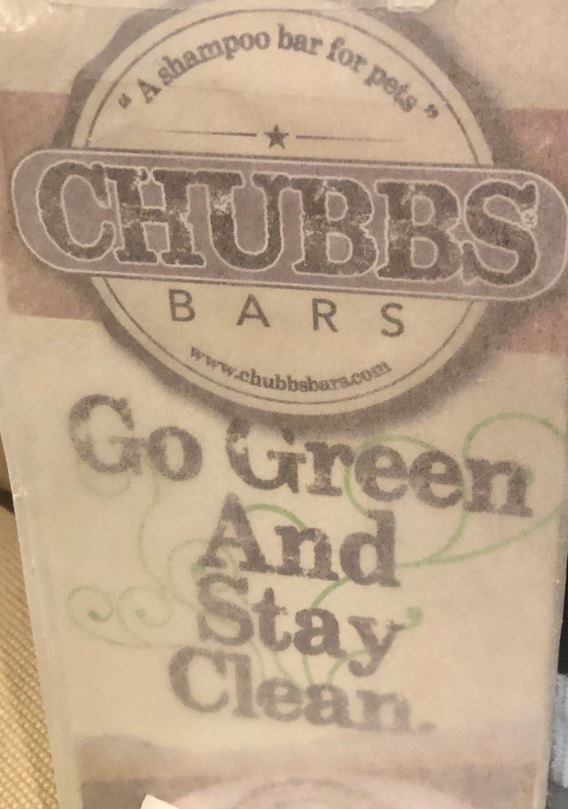 “ A shampoo bar for pets ”
CHUBBS
BARS
www.chubbsbars.com
Go Green
And
Stay
Clean.